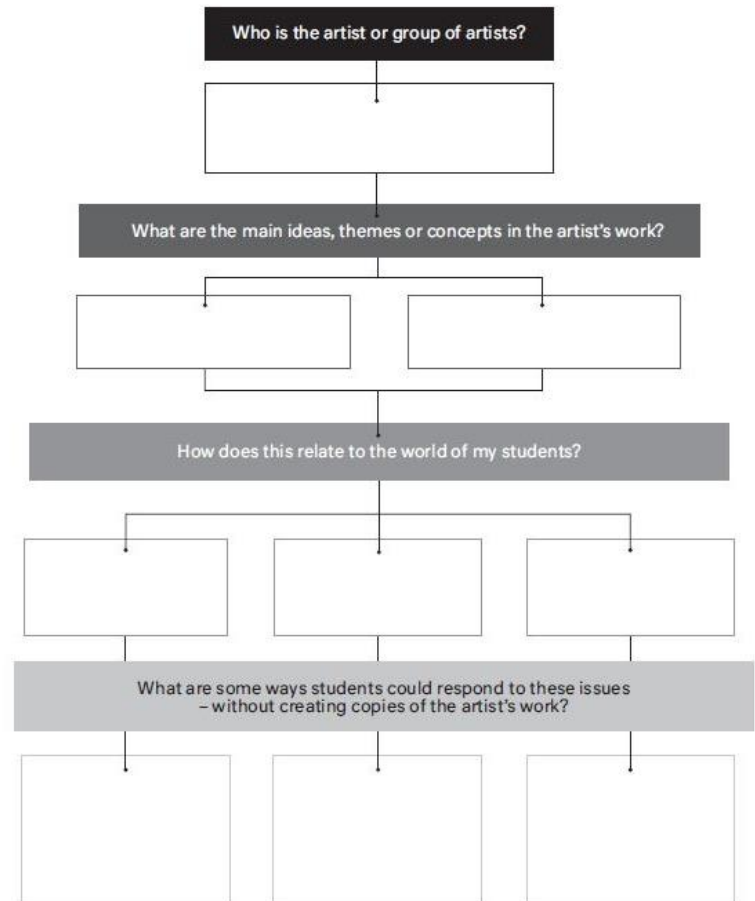 Who is the artist or group of artists?
What are the main ideas, themes or concepts in the artist’s work?
How does this relate to the world of my students?
What are some ways students could respond to these issues
– without creating copies of the artist’s work?